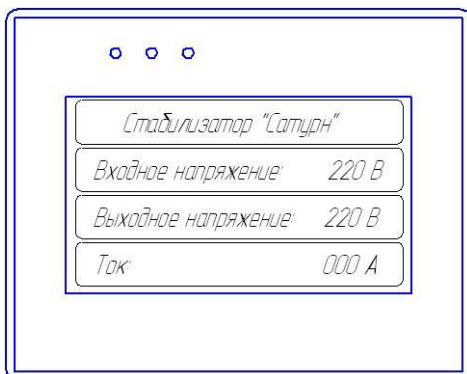 Стабилизатор "Сатурн"
Входное напряжение: 220 В
Выходное напряжение: 220 В
Ток: 000 А